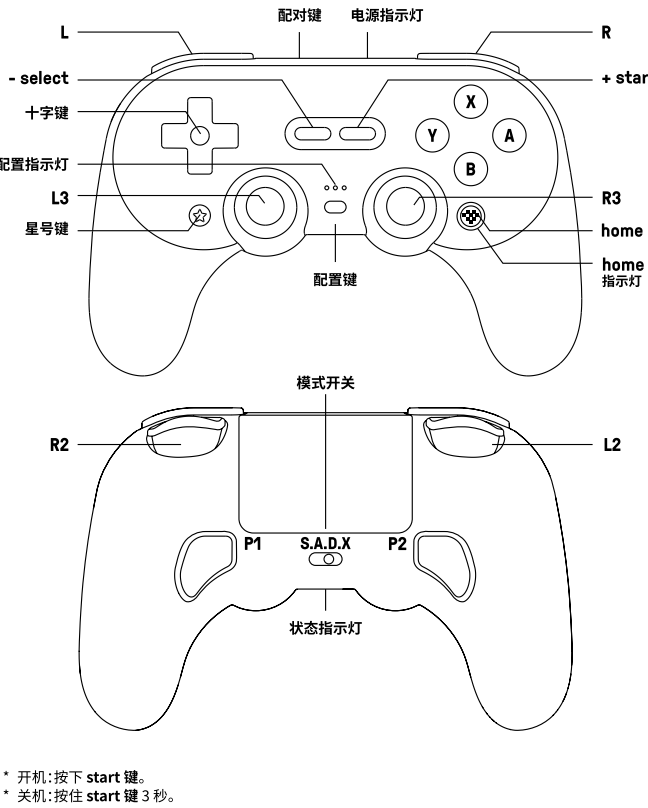 配对键 电源指示灯
L R
- select + star
X
十字键 Y A
B
配置指示灯
L3 R3
星号键 home
home
指示灯
配置键
模式开关
R2 L2
P1 S.A.D.X P2
状态指示灯
* 开机:按下 start 键。
* 关机:按住 start 键 3 秒。